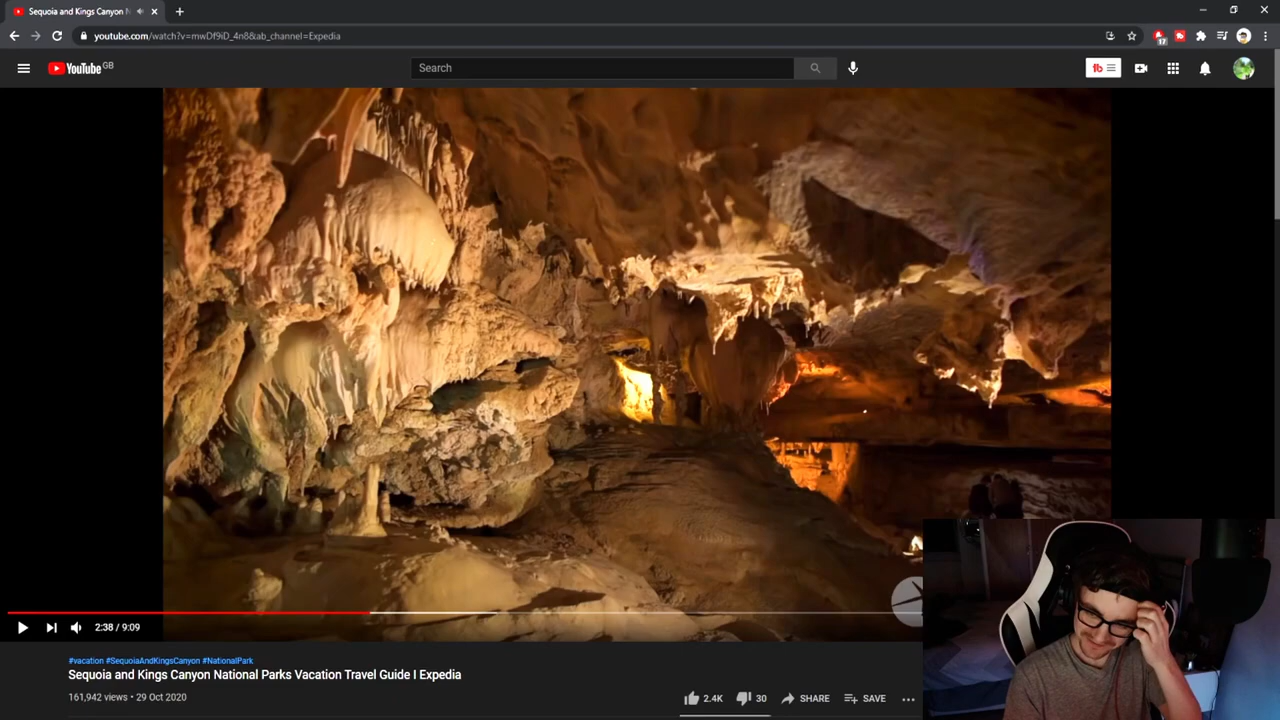 Sequoia and Kings Canyon N
youtube.com/watch?v=mwDf9iD_4n8&ab_channel=Expedia
17
YouTube GB
Search
2:38 / 9:09
#vacation #SequoiaAndKingsCanyon #NationalPark
Sequoia and Kings Canyon National Parks Vacation Travel Guide I Expedia
161,942 views • 29 Oct 2020
2.4K
30
SHARE
SAVE